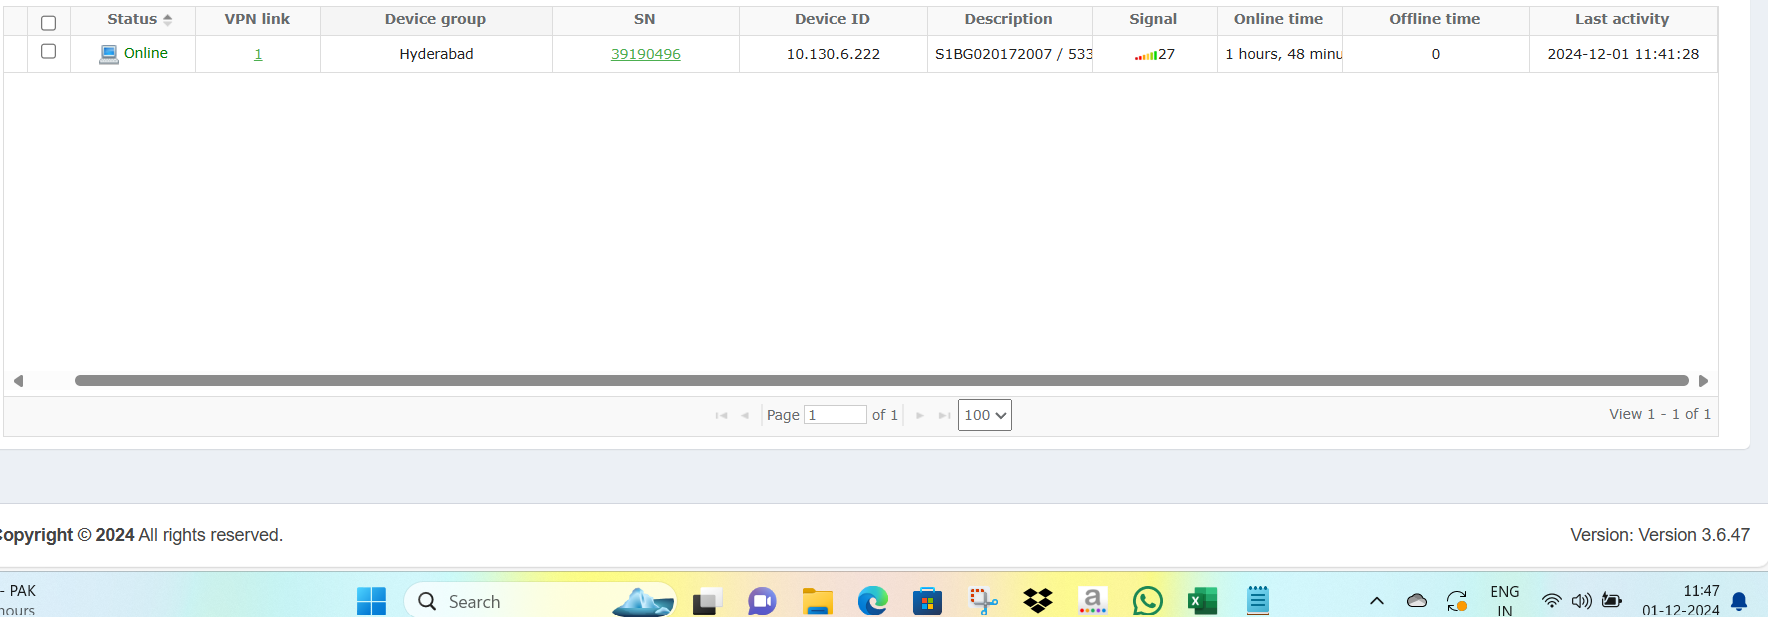 Status VPN link Device group SN Device ID Description Signal Online time Offline time Last activity
Online 1 Hyderabad 39190496 10.130.6.222 S1BG020172007 / 533 27 1 hours, 48 minu 0 2024-12-01 11:41:28
Page 1 of 1 100 View 1 - 1 of 1
opyright © 2024 All rights reserved. Version: Version 3.6.47
- PAK
hours
Search
a
ENG
IN
11:47
01-12-2024